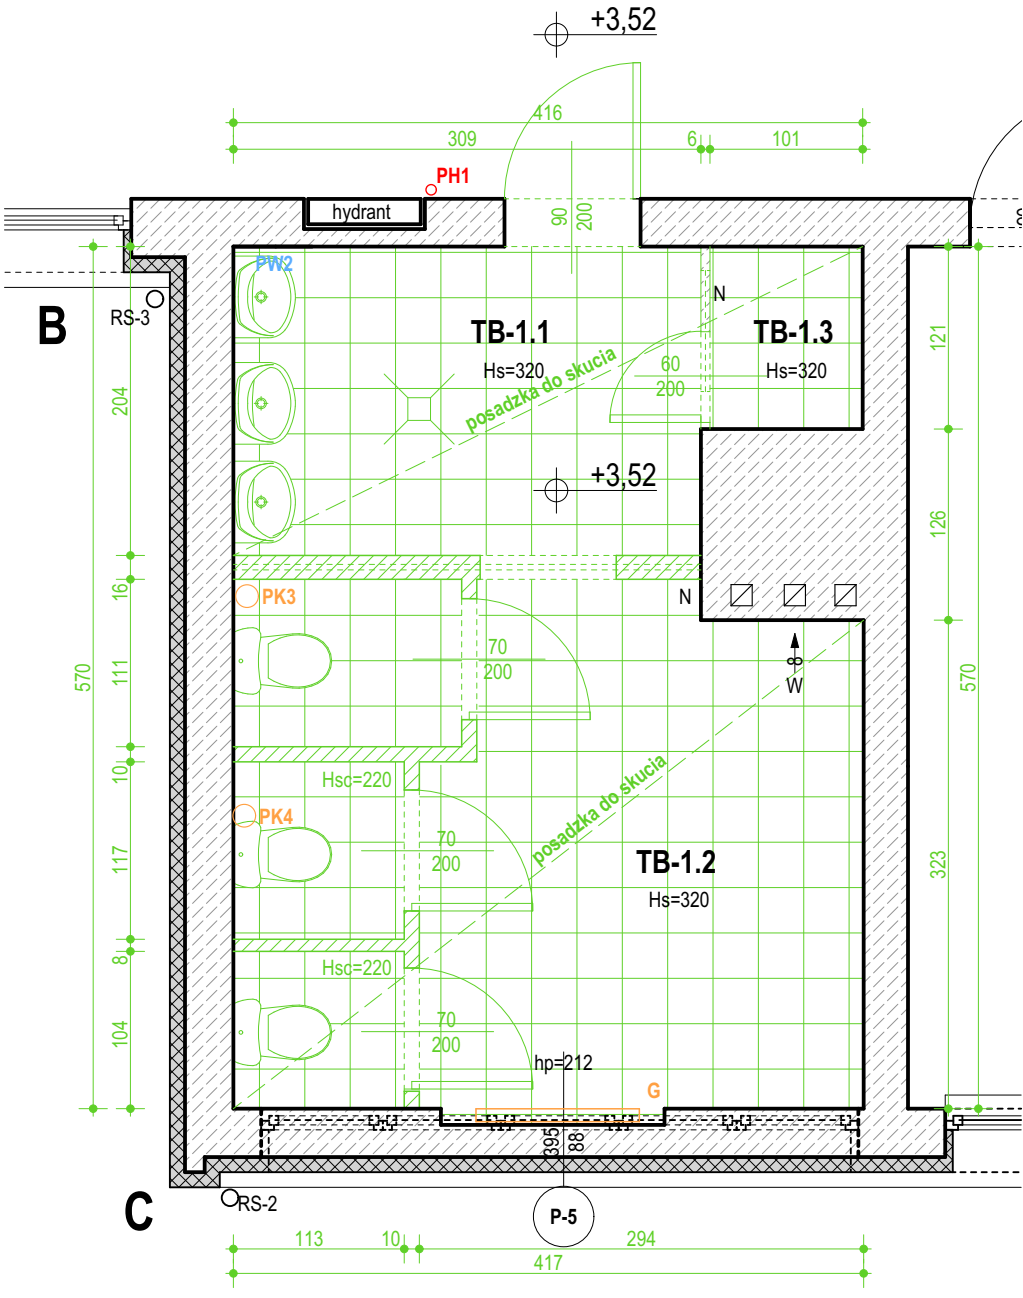 +3,52
416
309
6
101
PH1
hydrant
90
200
PW2
N
B
RS-3
TB-1.1
Hs=320
TB-1.3
Hs=320
posadzka do skucia
60
200
121
204
+3,52
126
16
PK3
N
70
200
8
W
570
111
570
10
Hsc=220
posadzka do skucia
PK4
70
200
117
TB-1.2
Hs=320
323
8
Hsc=220
70
200
104
hp=212
G
395
88
C
RS-2
P-5
113
10
294
417